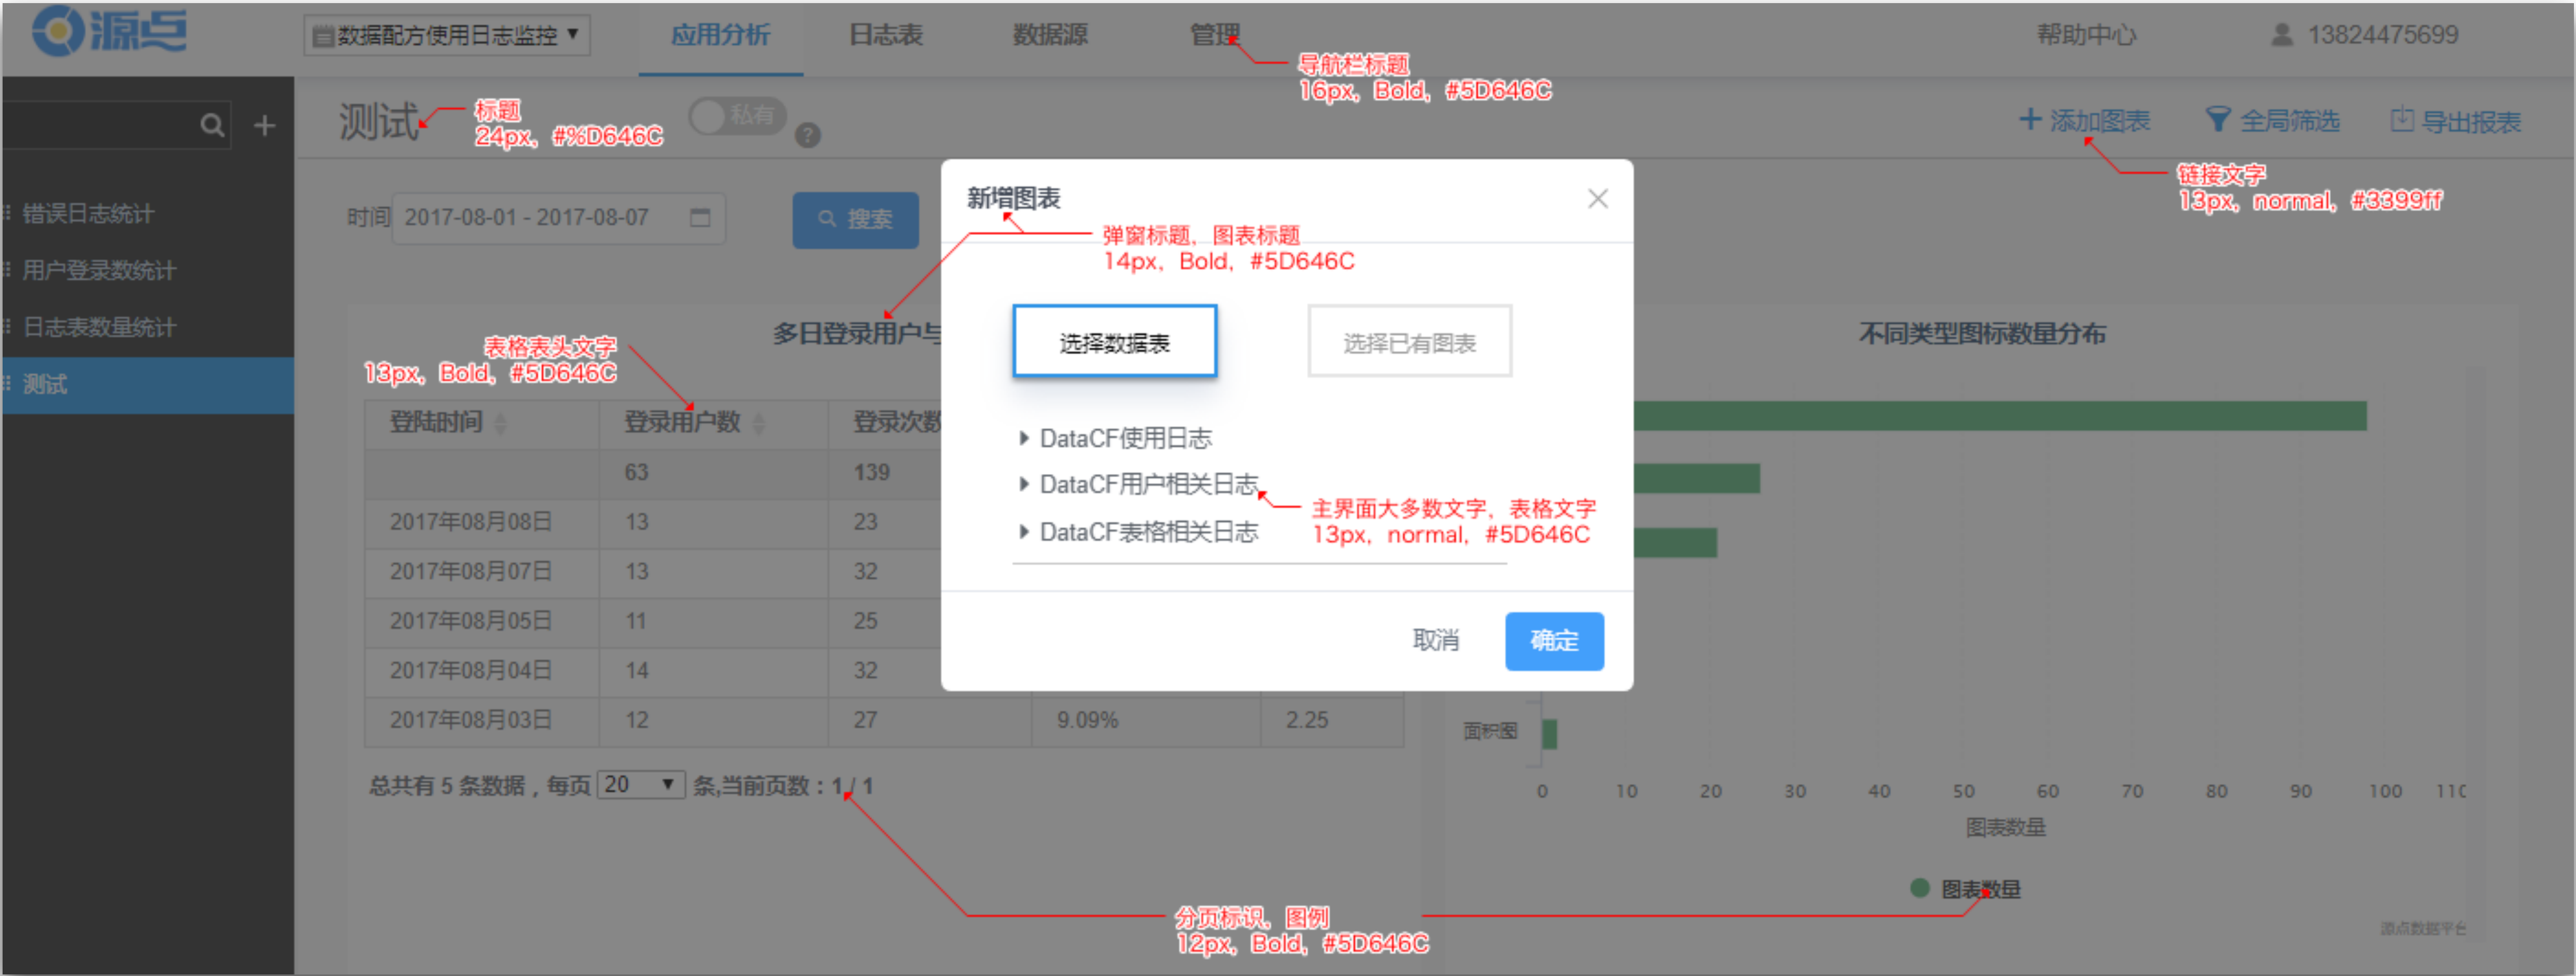 源点
数据配方使用日志监控
应用分析
日志表
数据源
管理
帮助中心
13824475699
导航栏标题
16px, Bold, #5D646C
测试
标题
24px, #%D646C
私有
?
+ 添加图表
全局筛选
导出报表
链接文字
13px, normal, #3399ff
错误日志统计
用户登录数统计
日志表数量统计
测试
时间 2017-08-01 - 2017-08-07
搜索
新增图表
弹窗标题, 图表标题
14px, Bold, #5D646C
选择数据表
选择已有图表
DataCF使用日志
DataCF用户相关日志
DataCF表格相关日志
主界面大多数文字, 表格文字
13px, normal, #5D646C
取消
确定
多日登录用户与
表格表头文字
13px, Bold, #5D646C
登陆时间 登录用户数 登录次数
63 139
2017年08月08日 13 23
2017年08月07日 13 32
2017年08月05日 11 25
2017年08月04日 14 32
2017年08月03日 12 27 9.09% 2.25
总共有 5 条数据，每页 20 条,当前页数：1 / 1
不同类型图标数量分布
面积图
0 10 20 30 40 50 60 70 80 90 100 110
图表数量
图表数量
源点数据平台
分页标识, 图例
12px, Bold, #5D646C